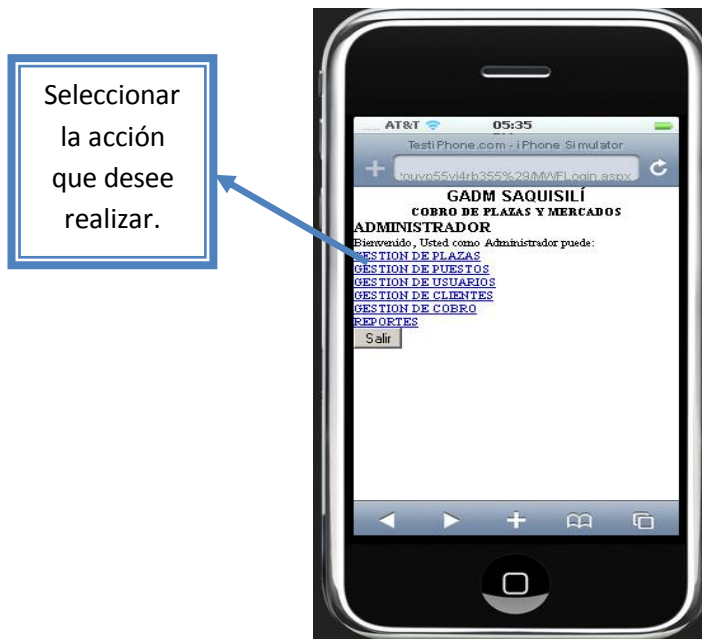 Seleccionar
la acción
que desee
realizar.
AT&T 05:35
TestiPhone.com - iPhone Simulator
GADM SAQUISILÍ
COBRO DE PLAZAS Y MERCADOS
ADMINISTRADOR
Bienvenido, Usted como Administrador puede:
GESTION DE PLAZAS
GESTION DE PUESTOS
GESTION DE USUARIOS
GESTION DE CLIENTES
GESTION DE COBRO
REPORTES
Salir